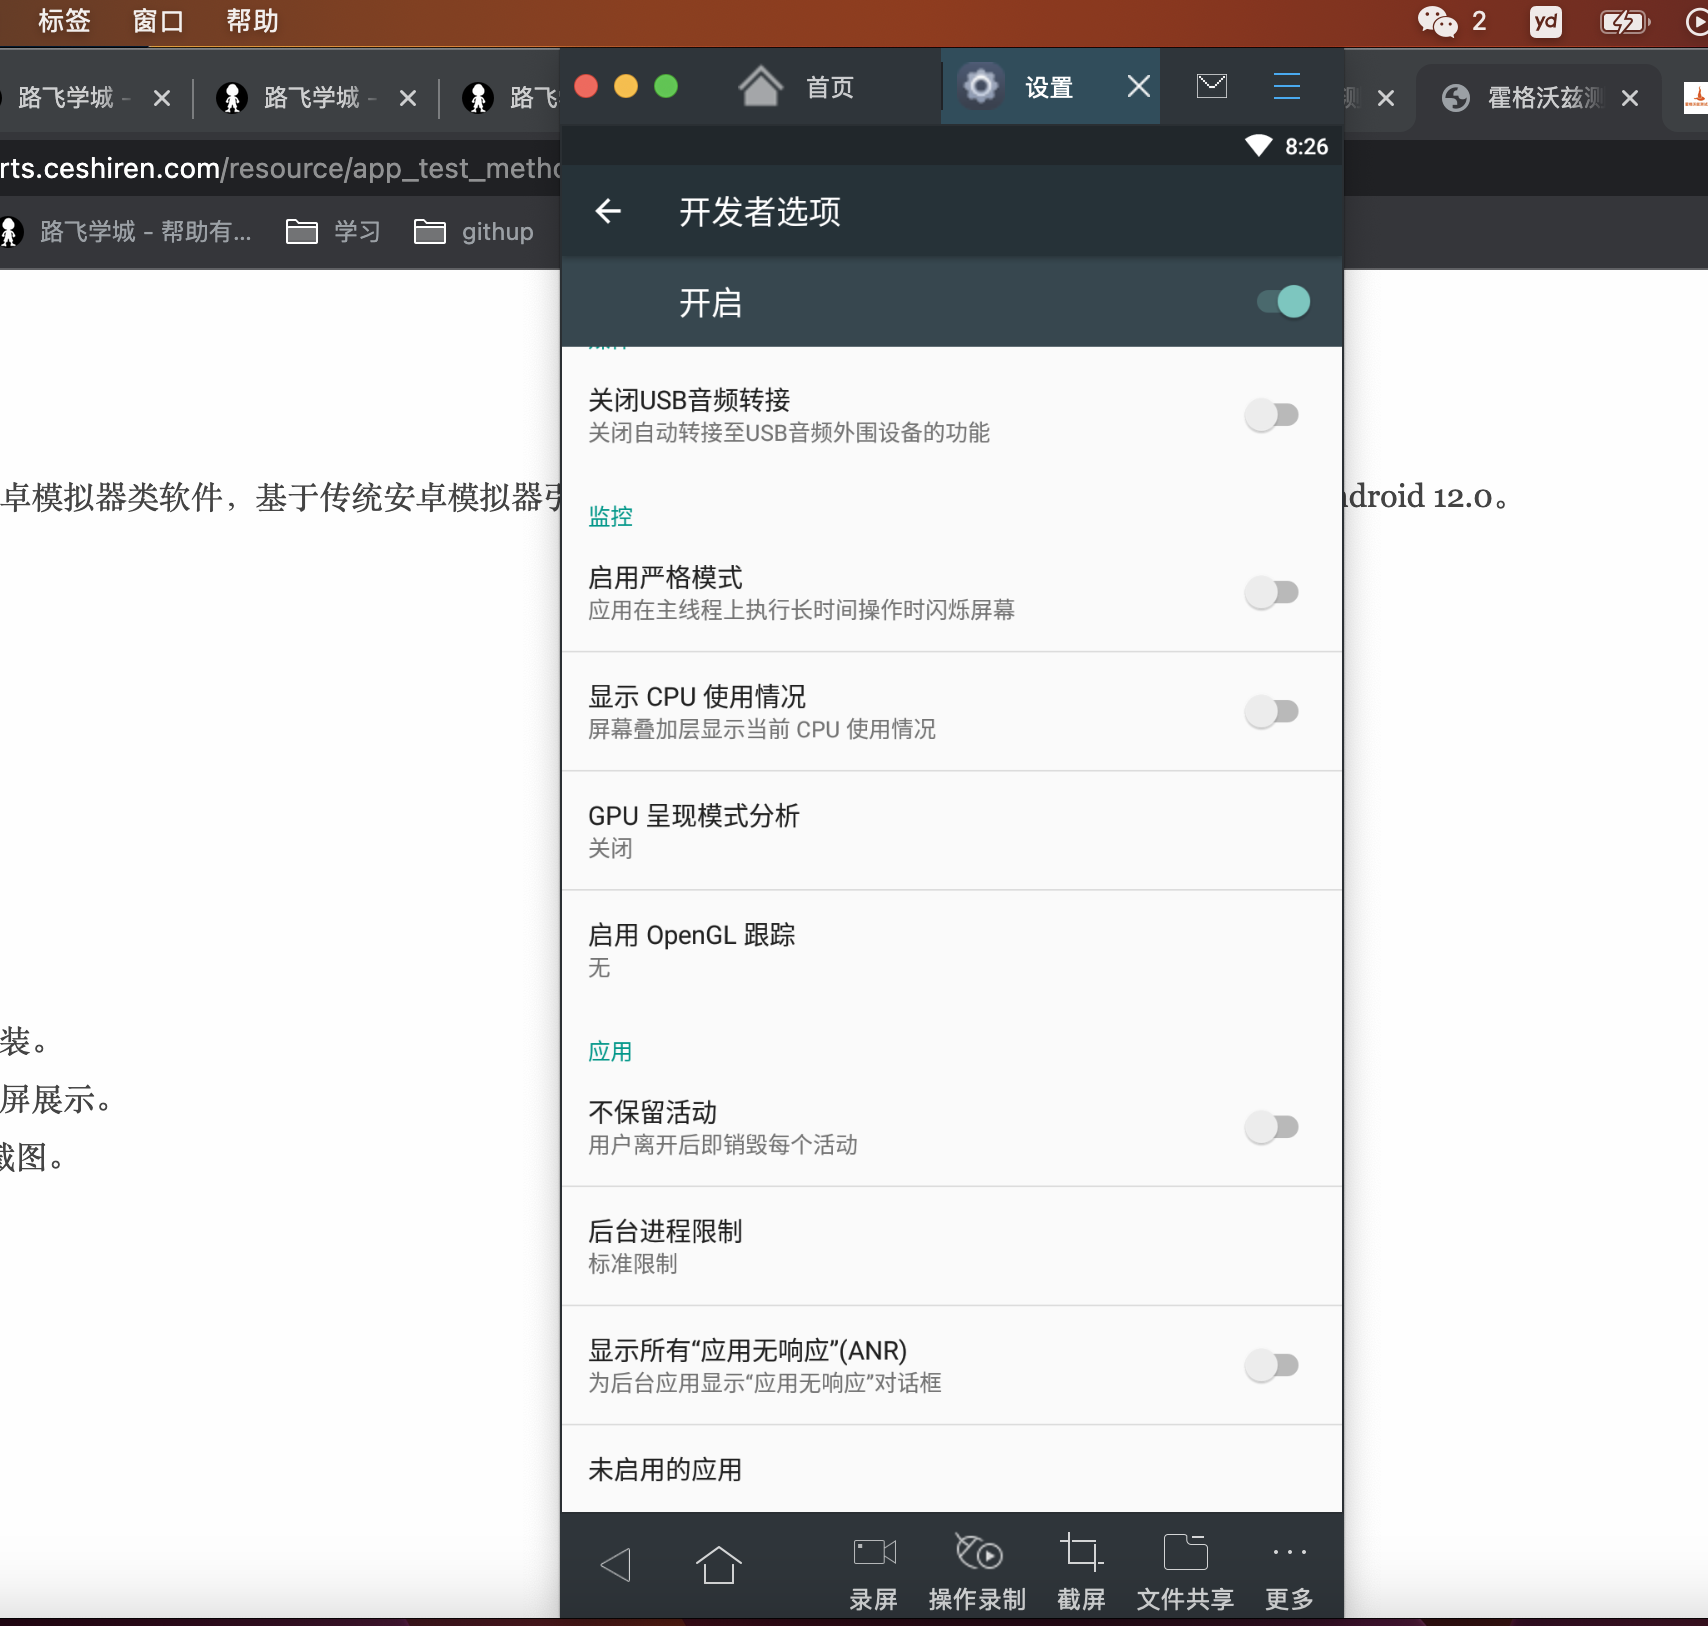 标签 窗口 帮助 2 yd
路飞学城 - 路飞学城 - 路飞 首页 设置 测 霍格沃兹测
8:26
rts.ceshiren.com/resource/app_test_metho
开发者选项
路飞学城 - 帮助有... 学习 githup
开启
关闭USB音频转接
关闭自动转接至USB音频外围设备的功能
卓模拟器类软件，基于传统安卓模拟器引 ndroid 12.0。
监控
启用严格模式
应用在主线程上执行长时间操作时闪烁屏幕
显示 CPU 使用情况
屏幕叠加层显示当前 CPU 使用情况
GPU 呈现模式分析
关闭
启用 OpenGL 跟踪
无
装。
应用
屏展示。
不保留活动
用户离开后即销毁每个活动
截图。
后台进程限制
标准限制
显示所有“应用无响应”(ANR)
为后台应用显示“应用无响应”对话框
未启用的应用
录屏 操作录制 截屏 文件共享 更多